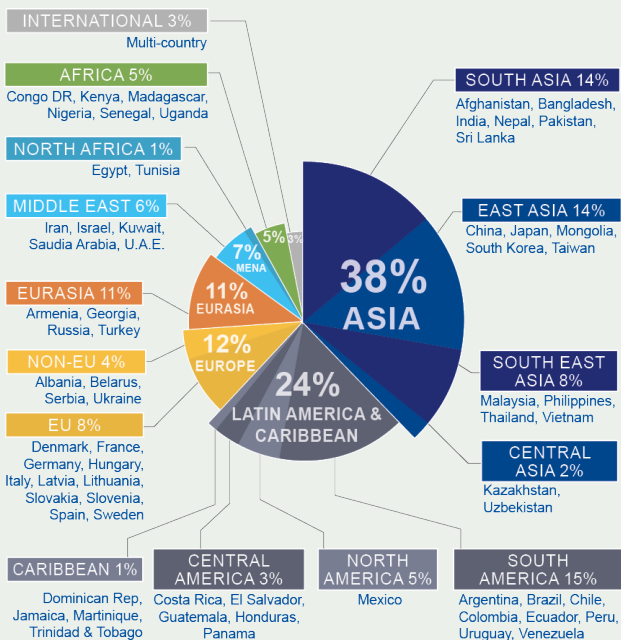 INTERNATIONAL 3%
Multi-country
AFRICA 5%
Congo DR, Kenya, Madagascar,
Nigeria, Senegal, Uganda
NORTH AFRICA 1%
Egypt, Tunisia
MIDDLE EAST 6%
Iran, Israel, Kuwait,
Saudia Arabia, U.A.E.
EURASIA 11%
Armenia, Georgia,
Russia, Turkey
NON-EU 4%
Albania, Belarus,
Serbia, Ukraine
EU 8%
Denmark, France,
Germany, Hungary,
Italy, Latvia, Lithuania,
Slovakia, Slovenia,
Spain, Sweden
5%
3%
7%
MENA
11%
EURASIA
12%
EUROPE
38%
ASIA
24%
LATIN AMERICA &
CARIBBEAN
SOUTH ASIA 14%
Afghanistan, Bangladesh,
India, Nepal, Pakistan,
Sri Lanka
EAST ASIA 14%
China, Japan, Mongolia,
South Korea, Taiwan
SOUTH EAST
ASIA 8%
Malaysia, Philippines,
Thailand, Vietnam
CENTRAL
ASIA 2%
Kazakhstan,
Uzbekistan
CARIBBEAN 1%
Dominican Rep,
Jamaica, Martinique,
Trinidad & Tobago
CENTRAL
AMERICA 3%
Costa Rica, El Salvador,
Guatemala, Honduras,
Panama
NORTH
AMERICA 5%
Mexico
SOUTH
AMERICA 15%
Argentina, Brazil, Chile,
Colombia, Ecuador, Peru,
Uruguay, Venezuela